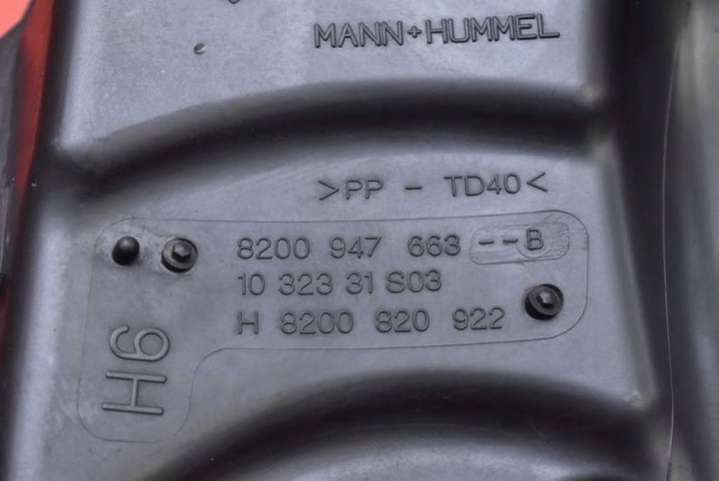 MANN+HUMMEL
>PP - TD40<
8200 947 663 --B
10 323 31 S03
H 8200 820 922
H6